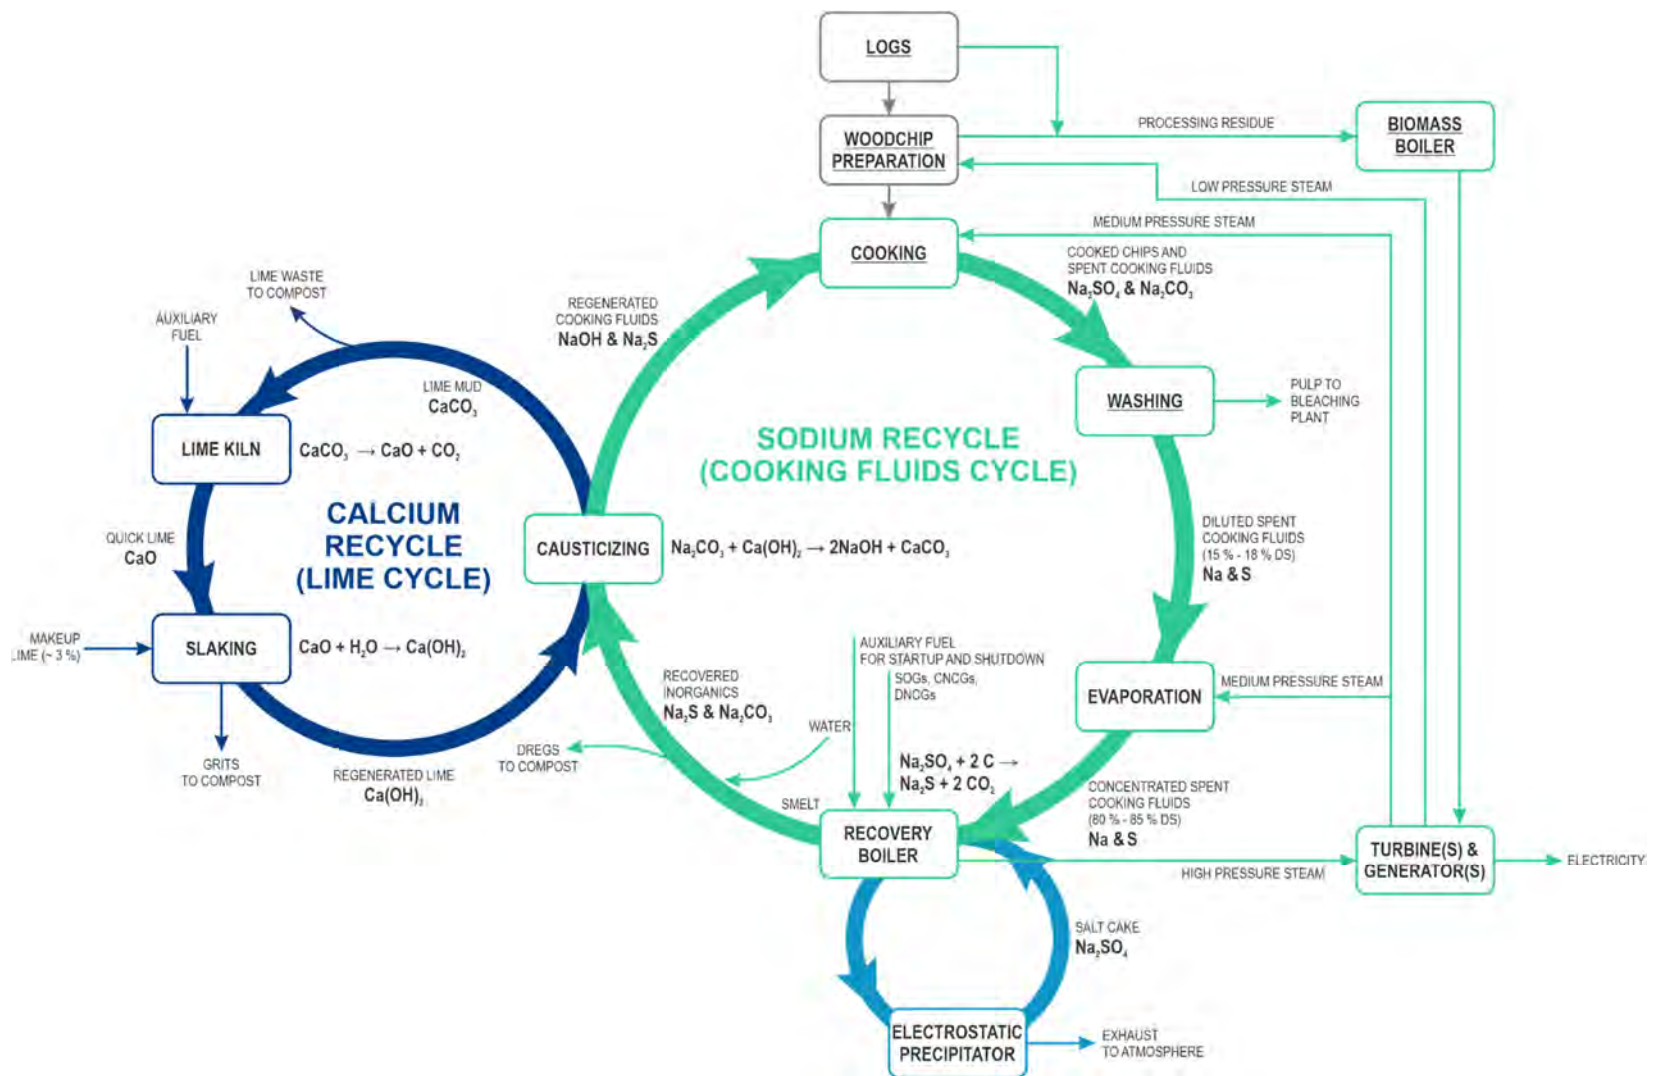 LOGS
WOODCHIP
PREPARATION
PROCESSING RESIDUE
BIOMASS
BOILER
LOW PRESSURE STEAM
MEDIUM PRESSURE STEAM
COOKING
COOKED CHIPS AND
SPENT COOKING FLUIDS
Na₂SO₄ & Na₂CO₃
LIME WASTE
TO COMPOST
AUXILIARY
FUEL
REGENERATED
COOKING FLUIDS
NaOH & Na₂S
LIME MUD
CaCO₃
WASHING
PULP TO
BLEACHING
PLANT
LIME KILN
CaCO₃ → CaO + CO₂
SODIUM RECYCLE
(COOKING FLUIDS CYCLE)
CALCIUM
RECYCLE
(LIME CYCLE)
QUICK LIME
CaO
CAUSTICIZING
Na₂CO₃ + Ca(OH)₂ → 2NaOH + CaCO₃
DILUTED SPENT
COOKING FLUIDS
(15 % - 18 % DS)
Na & S
MAKEUP
LIME (~ 3 %)
SLAKING
CaO + H₂O → Ca(OH)₂
AUXILIARY FUEL
FOR STARTUP AND SHUTDOWN
SOGs, CNCGs,
DNCGs
RECOVERED
INORGANICS
Na₂S & Na₂CO₃
EVAPORATION
MEDIUM PRESSURE STEAM
WATER
GRITS
TO COMPOST
DREGS
TO COMPOST
REGENERATED LIME
Ca(OH)₂
Na₂SO₄ + 2 C →
Na₂S + 2 CO₂
SMELT
CONCENTRATED SPENT
COOKING FLUIDS
(80 % - 85 % DS)
Na & S
RECOVERY
BOILER
HIGH PRESSURE STEAM
TURBINE(S) &
GENERATOR(S)
ELECTRICITY
SALT CAKE
Na₂SO₄
ELECTROSTATIC
PRECIPITATOR
EXHAUST
TO ATMOSPHERE